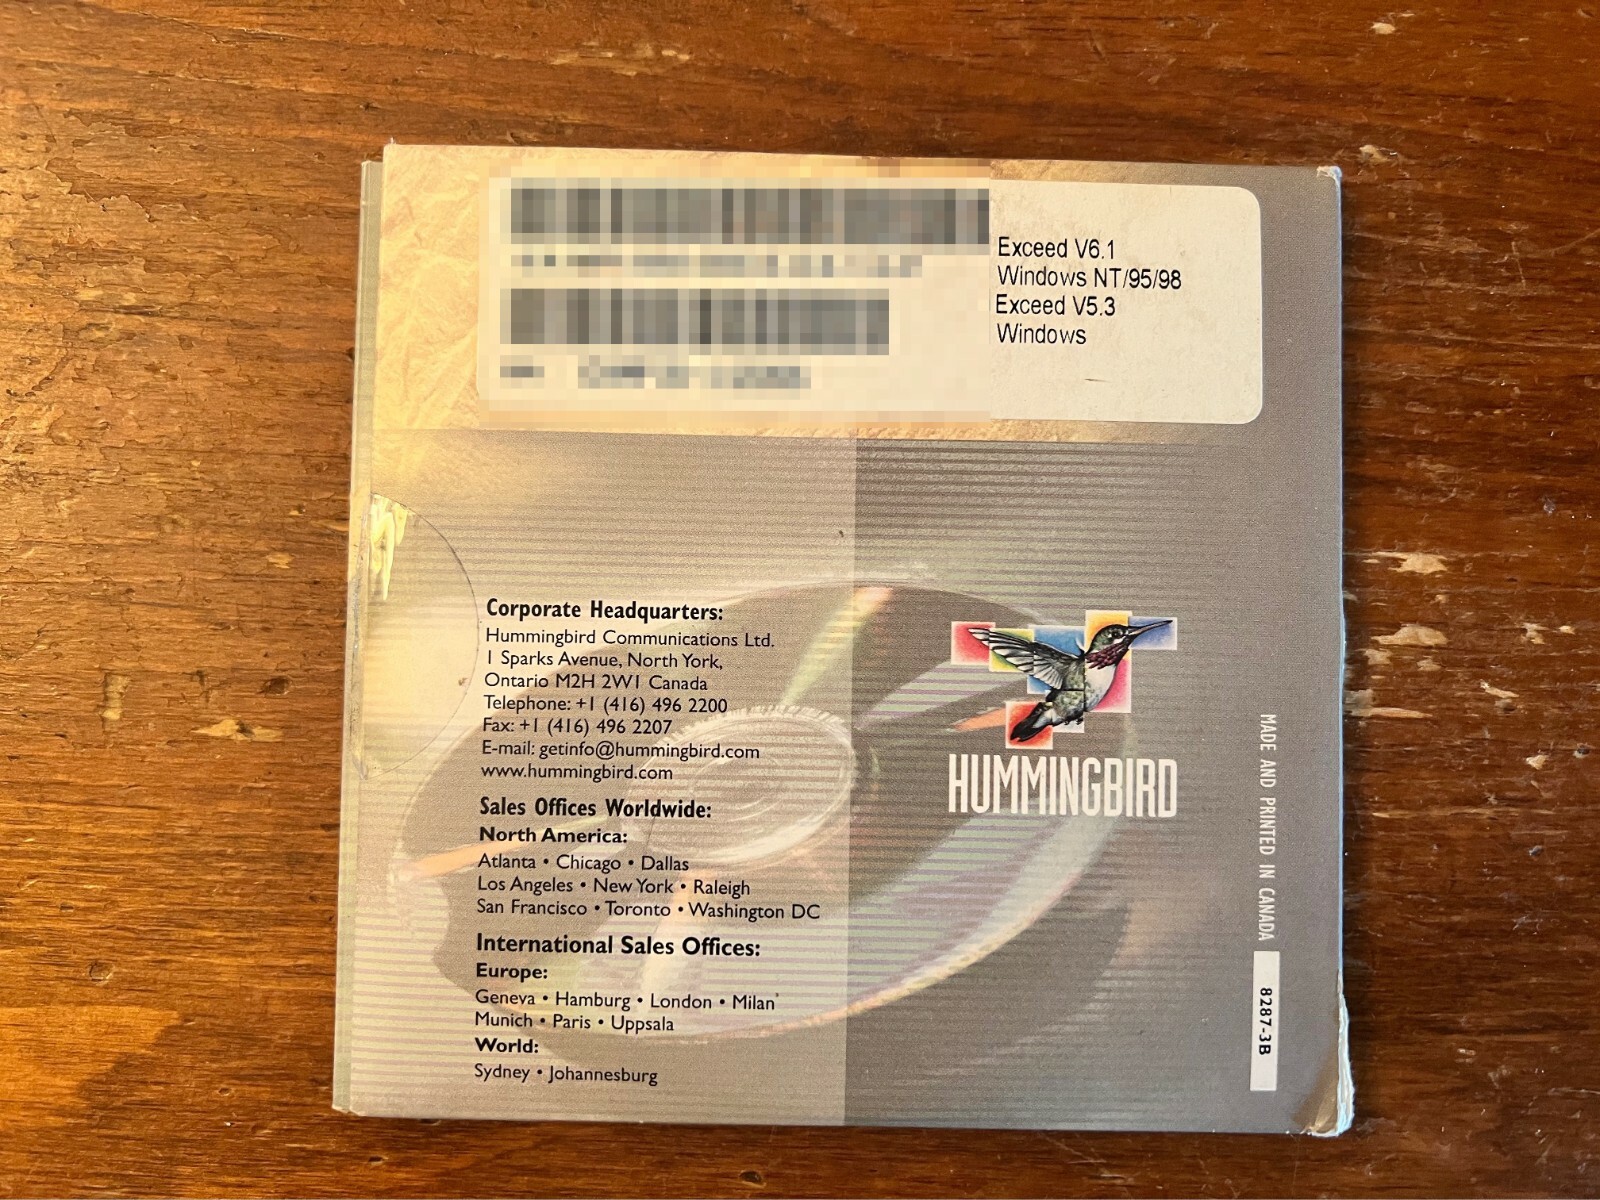 Exceed V6.1
Windows NT/95/98
Exceed V5.3
Windows
Corporate Headquarters:
Hummingbird Communications Ltd.
1 Sparks Avenue, North York,
Ontario M2H 2W1 Canada
Telephone: +1 (416) 496 2200
Fax: +1 (416) 496 2207
E-mail: getinfo@hummingbird.com
www.hummingbird.com
Sales Offices Worldwide:
North America:
Atlanta • Chicago • Dallas
Los Angeles • New York • Raleigh
San Francisco • Toronto • Washington DC
International Sales Offices:
Europe:
Geneva • Hamburg • London • Milan
Munich • Paris • Uppsala
World:
Sydney • Johannesburg
HUMMINGBIRD
MADE AND PRINTED IN CANADA
8287-3B